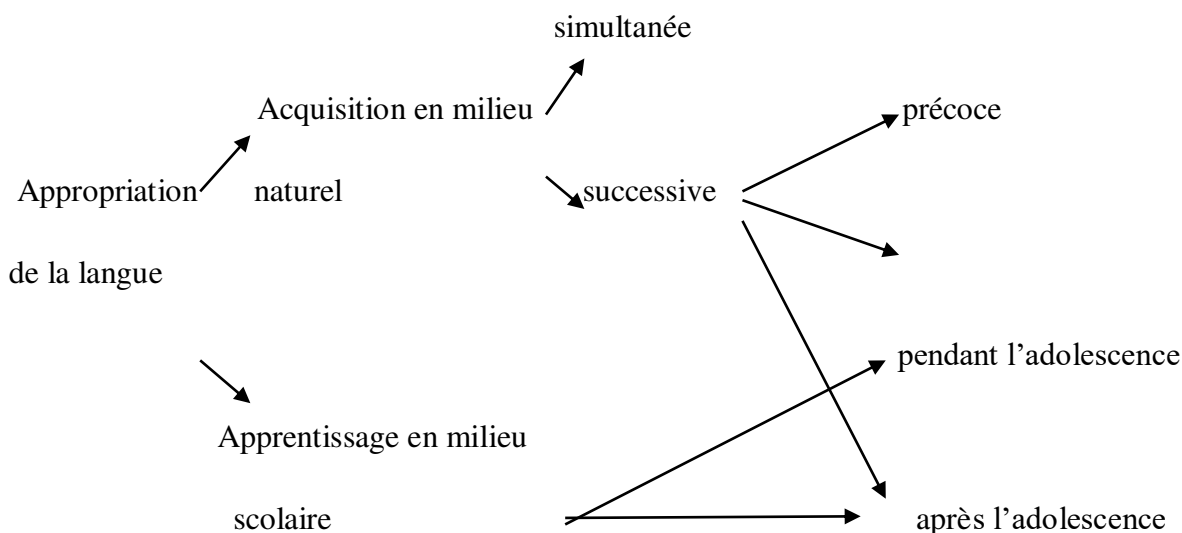 simultanée
Acquisition en milieu
précoce
Appropriation
naturel
successive
de la langue
pendant l’adolescence
Apprentissage en milieu
scolaire
après l’adolescence